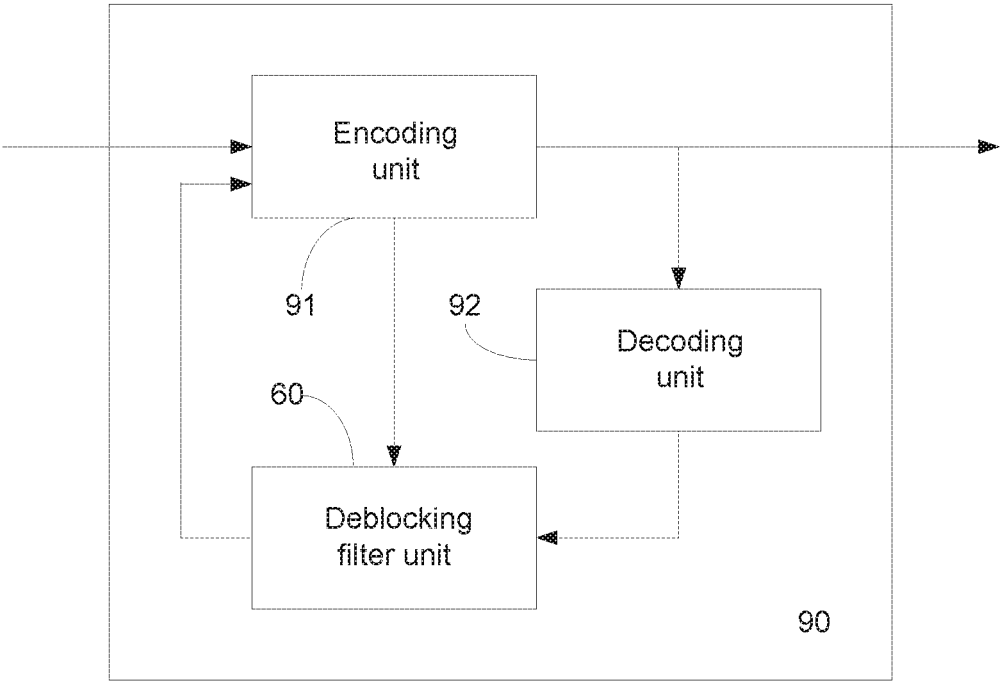 Encoding
unit
91
92
Decoding
unit
60
Deblocking
filter unit
90